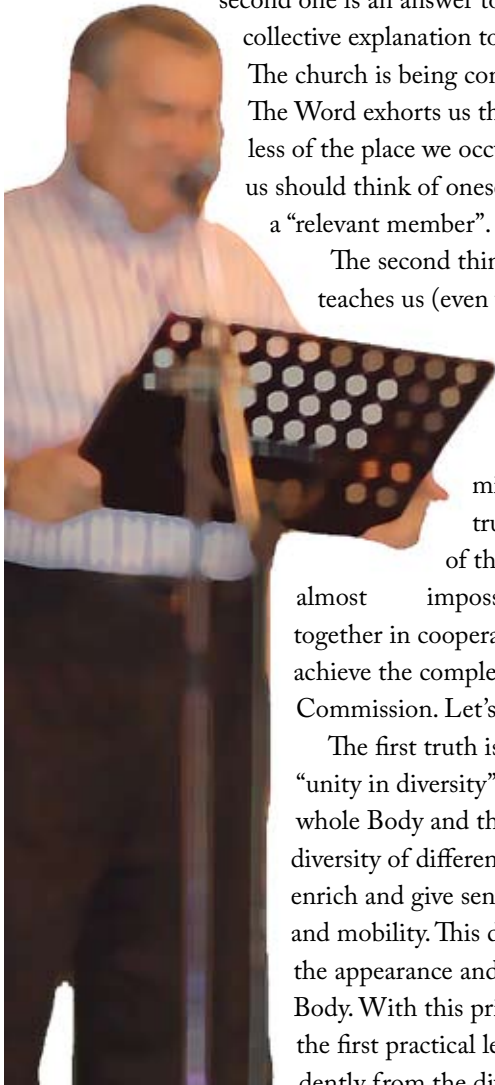 second one is an answer to
collective explanation to
The church is being con
The Word exhorts us th
less of the place we occu
us should think of onese
a “relevant member”.
The second thin
teaches us (even
mi
tru
of th
almost imposs
together in coopera
achieve the comple
Commission. Let’s
The first truth is
“unity in diversity”
whole Body and th
diversity of differen
enrich and give sen
and mobility. This d
the appearance and
Body. With this pri
the first practical le
dently from the di